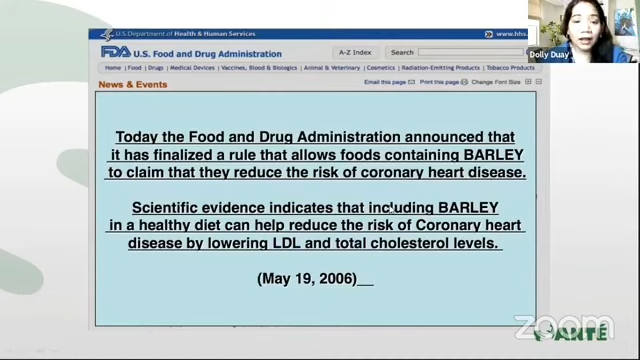 U.S. Department of Health & Human Services
www.hhs.
FDA U.S. Food and Drug Administration
A-Z Index
Search
Home | Food | Drugs | Medical Devices | Vaccines, Blood & Biologics | Animal & Veterinary | Cosmetics | Radiation-Emitting Products | Tobacco Products
News & Events
Email this page
Print this page
Change Font Size
Dolly Duay
Today the Food and Drug Administration announced that
it has finalized a rule that allows foods containing BARLEY
to claim that they reduce the risk of coronary heart disease.
Scientific evidence indicates that including BARLEY
in a healthy diet can help reduce the risk of Coronary heart
disease by lowering LDL and total cholesterol levels.
(May 19, 2006)__
zoom